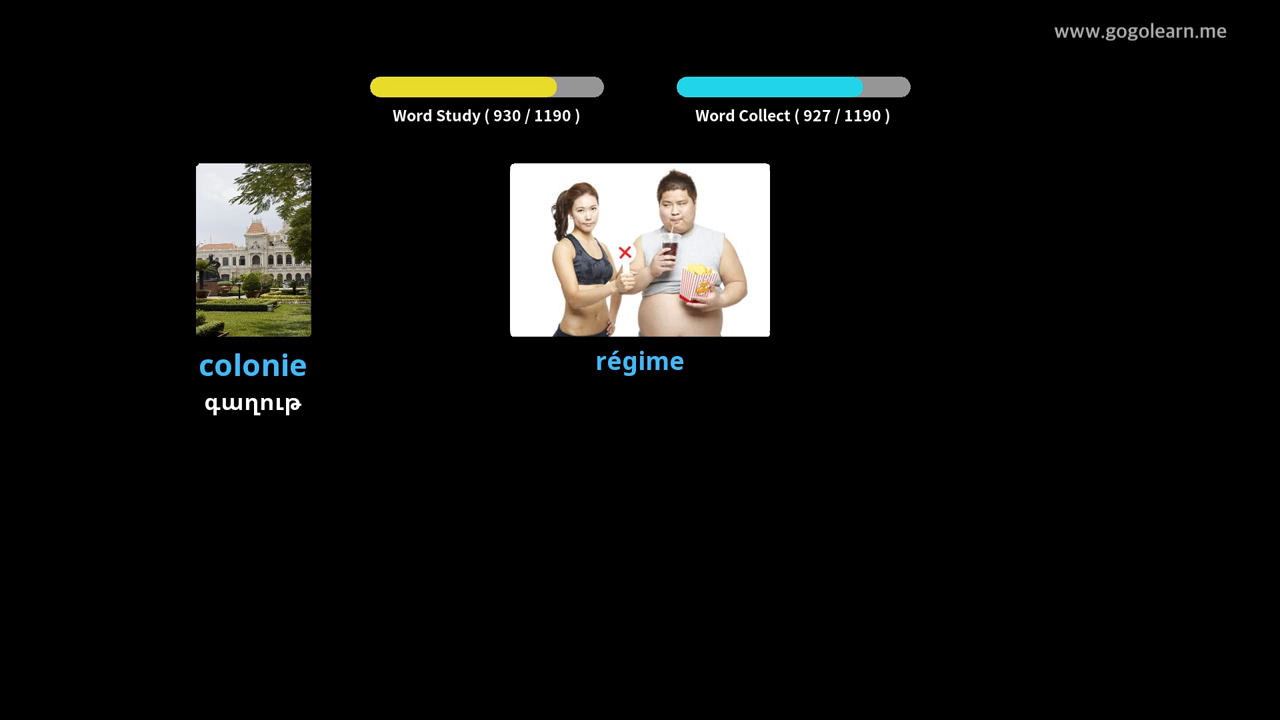 www.gogolearn.me
Word Study ( 930 / 1190 )
Word Collect ( 927 / 1190 )
colonie
գաղութ
régime